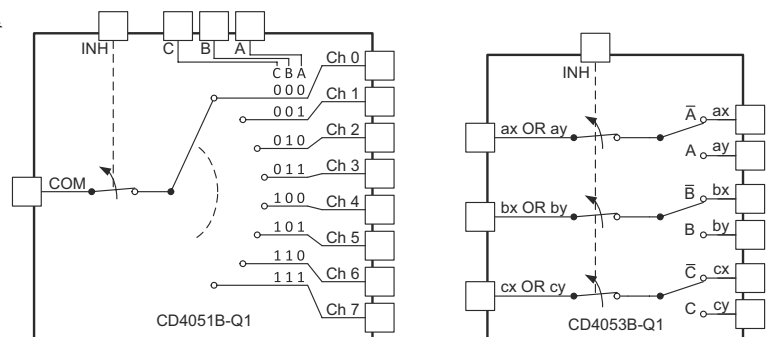 INH
C
B
A
C B A
0 0 0
Ch 0
0 0 1
Ch 1
0 1 0
Ch 2
0 1 1
Ch 3
COM
1 0 0
Ch 4
1 0 1
Ch 5
1 1 0
Ch 6
1 1 1
Ch 7
CD4051B-Q1
INH
ax OR ay
A̅ ax
A ay
bx OR by
B̅ bx
B by
cx OR cy
C̅ cx
C cy
CD4053B-Q1